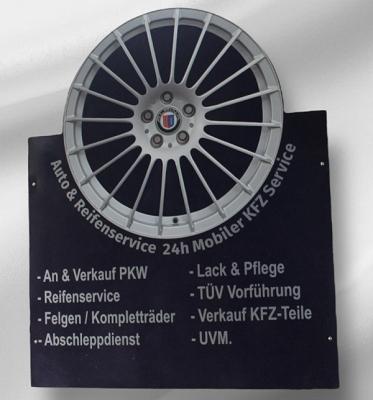 Auto & Reifenservice 24h Mobiler KFZ Service
- An & Verkauf PKW
- Reifenservice
- Felgen / Kompletträder
- Abschleppdienst
- Lack & Pflege
- TÜV Vorführung
- Verkauf KFZ-Teile
- UVM.